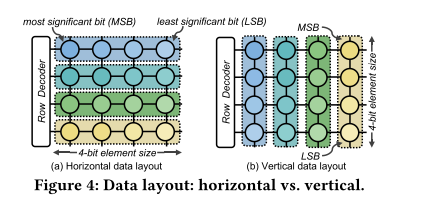 most significant bit (MSB)
least significant bit (LSB)
Row Decoder
4-bit element size
(a) Horizontal data layout
MSB
Row Decoder
4-bit element size
LSB
(b) Vertical data layout
Figure 4: Data layout: horizontal vs. vertical.